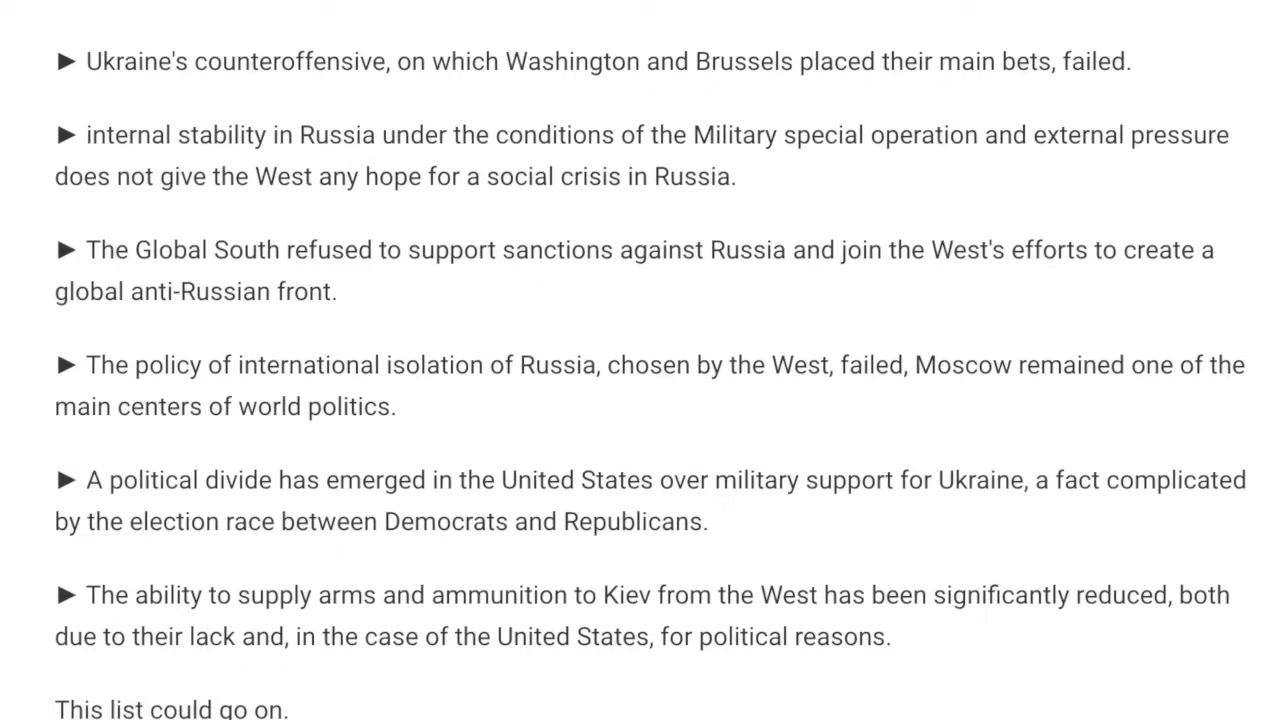 ► Ukraine's counteroffensive, on which Washington and Brussels placed their main bets, failed.
► internal stability in Russia under the conditions of the Military special operation and external pressure
does not give the West any hope for a social crisis in Russia.
► The Global South refused to support sanctions against Russia and join the West's efforts to create a
global anti-Russian front.
► The policy of international isolation of Russia, chosen by the West, failed, Moscow remained one of the
main centers of world politics.
► A political divide has emerged in the United States over military support for Ukraine, a fact complicated
by the election race between Democrats and Republicans.
► The ability to supply arms and ammunition to Kiev from the West has been significantly reduced, both
due to their lack and, in the case of the United States, for political reasons.
This list could go on.